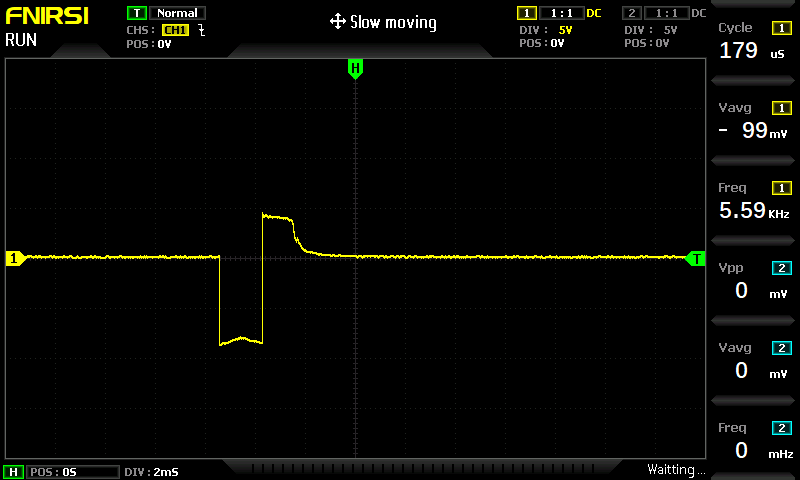 FNIRSI
RUN
T Normal
CHS: CH1
POS: 0V
Slow moving
1 1:1 DC
DIV: 5V
POS: 0V
2 1:1 DC
DIV: 5V
POS: 0V
H
1
T
Cycle 1
179 uS
Vavg 1
- 99 mV
Freq 1
5.59 KHz
Vpp 2
0 mV
Vavg 2
0 mV
Freq 2
0 mHz
H POS: 0S DIV: 2mS
Waitting...